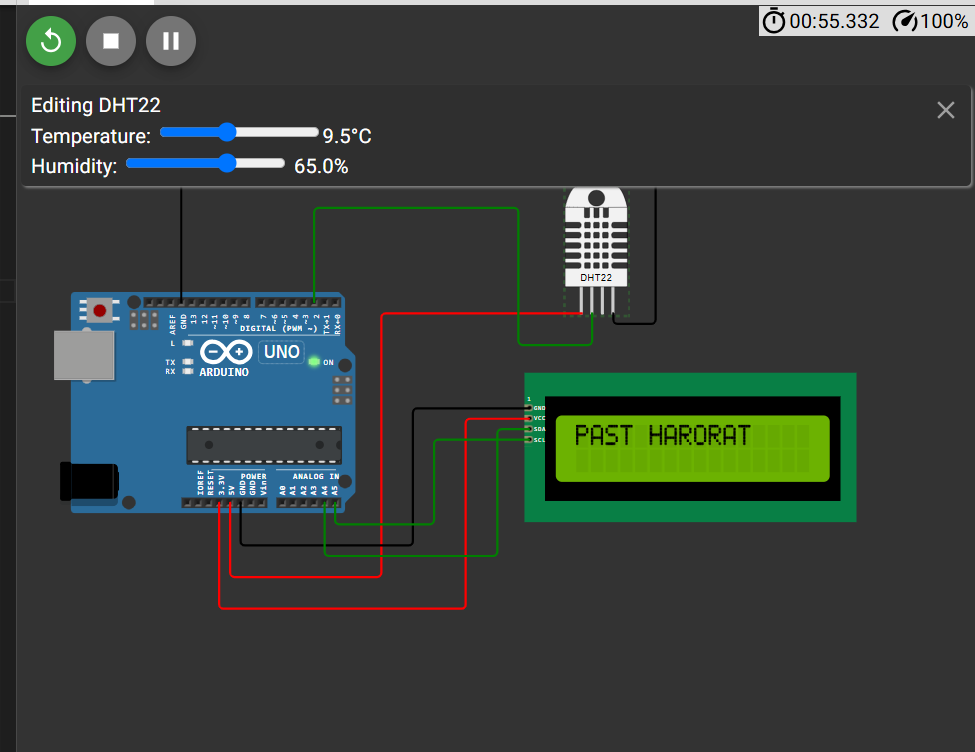 00:55.332 100%
Editing DHT22
Temperature: 9.5°C
Humidity: 65.0%
DHT22
AREF
GND
13
12
~11
~10
~9
8
7
~6
~5
4
~3
2
TX→1
RX←0
DIGITAL (PWM ~)
L
TX
RX
UNO
ON
ARDUINO
1
GND
VCC
SDA
SCL
PAST HARORAT
IOREF
RESET
3.3V
5V
GND
GND
Vin
POWER
ANALOG IN
A0
A1
A2
A3
A4
A5